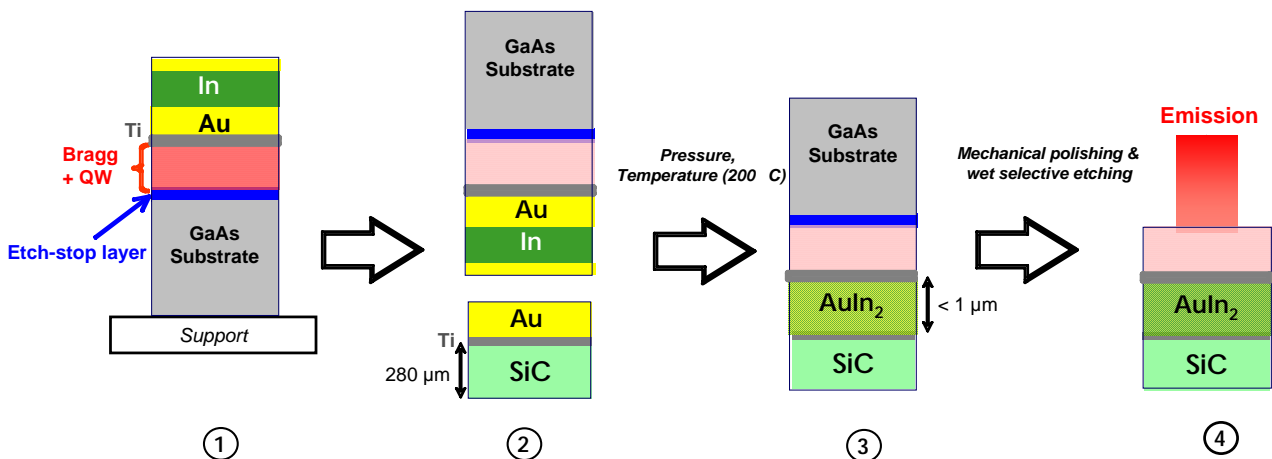 In
Ti
Au
Bragg
+ QW
Etch-stop layer
GaAs
Substrate
Support
1
GaAs
Substrate
Au
In
Au
Ti
SiC
280 µm
2
Pressure,
Temperature (200 C)
GaAs
Substrate
AuIn2
< 1 µm
SiC
3
Mechanical polishing &
wet selective etching
Emission
AuIn2
SiC
4